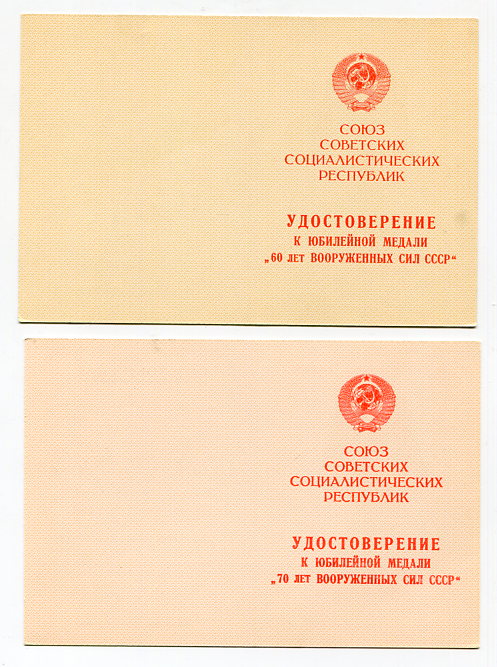 СОЮЗ
СОВЕТСКИХ
СОЦИАЛИСТИЧЕСКИХ
РЕСПУБЛИК
УДОСТОВЕРЕНИЕ
К ЮБИЛЕЙНОЙ МЕДАЛИ
„60 ЛЕТ ВООРУЖЕННЫХ СИЛ СССР“
СОЮЗ
СОВЕТСКИХ
СОЦИАЛИСТИЧЕСКИХ
РЕСПУБЛИК
УДОСТОВЕРЕНИЕ
К ЮБИЛЕЙНОЙ МЕДАЛИ
„70 ЛЕТ ВООРУЖЕННЫХ СИЛ СССР“